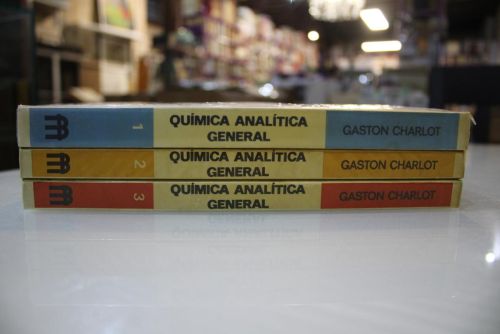 1
QUÍMICA ANALÍTICA
GENERAL
GASTON CHARLOT
2
QUÍMICA ANALÍTICA
GENERAL
GASTON CHARLOT
3
QUÍMICA ANALÍTICA
GENERAL
GASTON CHARLOT